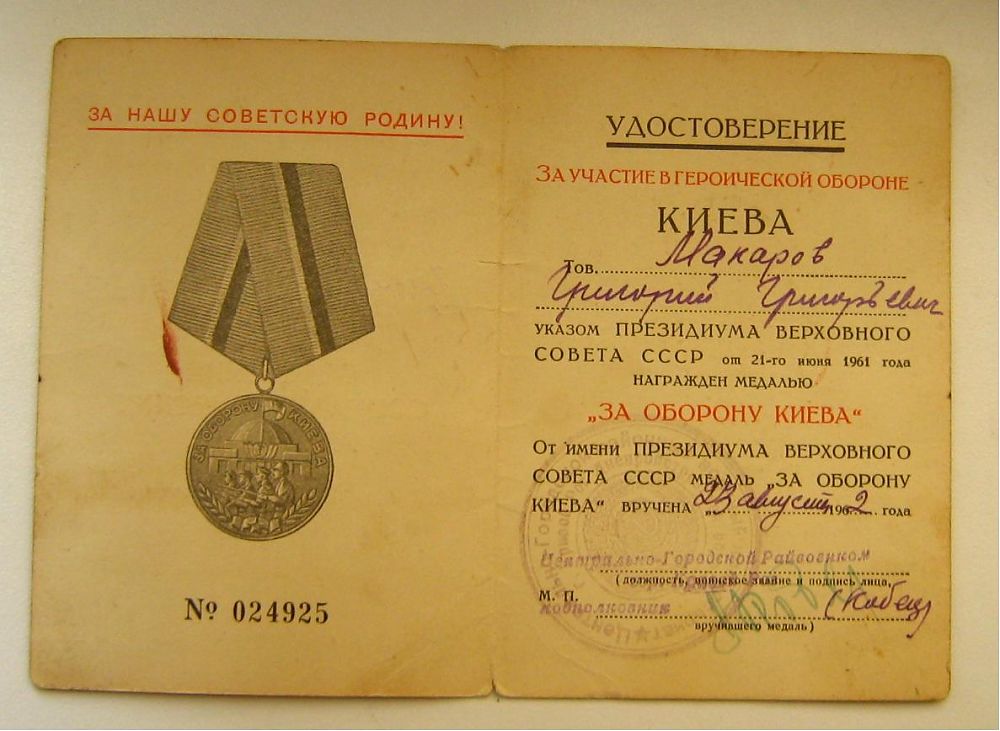 ЗА НАШУ СОВЕТСКУЮ РОДИНУ!
ЗА ОБОРОНУ КИЕВА
№ 024925
УДОСТОВЕРЕНИЕ
ЗА УЧАСТИЕ В ГЕРОИЧЕСКОЙ ОБОРОНЕ
КИЕВА
Тов. Макаров
Григорий Григорьевич
УКАЗОМ ПРЕЗИДИУМА ВЕРХОВНОГО
СОВЕТА СССР от 21-го июня 1961 года
НАГРАЖДЕН МЕДАЛЬЮ
„ЗА ОБОРОНУ КИЕВА“
От имени ПРЕЗИДИУМА ВЕРХОВНОГО
СОВЕТА СССР медаль „ЗА ОБОРОНУ
КИЕВА“ вручена „23 август 1962 года
Центрально-Городской Райвоенком
(должность, воинское звание и подпись лица,
М. П.
подполковник (Кобец)
вручившего медаль)